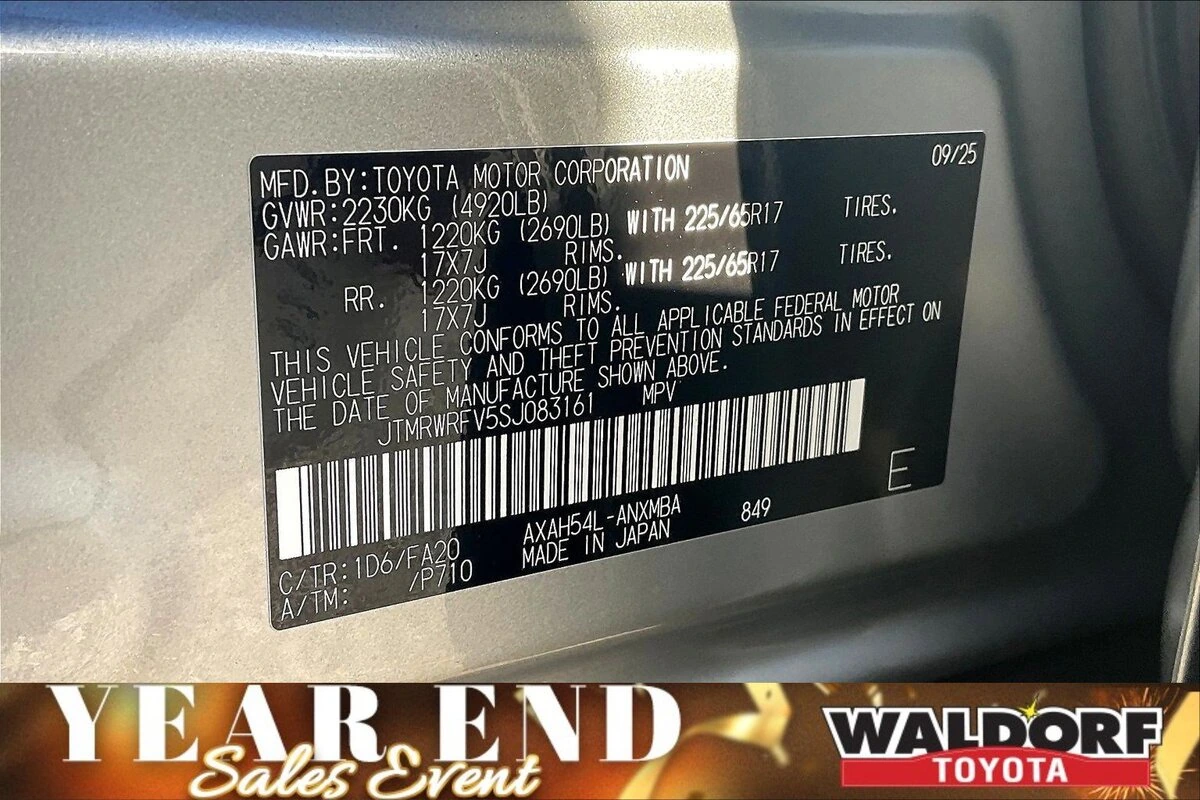 09/25
MFD.BY:TOYOTA MOTOR CORPORATION
GVWR:2230KG (4920LB)
GAWR:FRT. 1220KG (2690LB) WITH 225/65R17 TIRES.
17X7J RIMS.
RR. 1220KG (2690LB) WITH 225/65R17 TIRES.
17X7J RIMS.
THIS VEHICLE CONFORMS TO ALL APPLICABLE FEDERAL MOTOR
VEHICLE SAFETY AND THEFT PREVENTION STANDARDS IN EFFECT ON
THE DATE OF MANUFACTURE SHOWN ABOVE.
JTMRWRFV5SJ083161 MPV
E
AXAH54L-ANXMBA 849
MADE IN JAPAN
C/TR:1D6/FA20
A/TM: /P710
YEAR END
Sales Event
WALDORF
TOYOTA